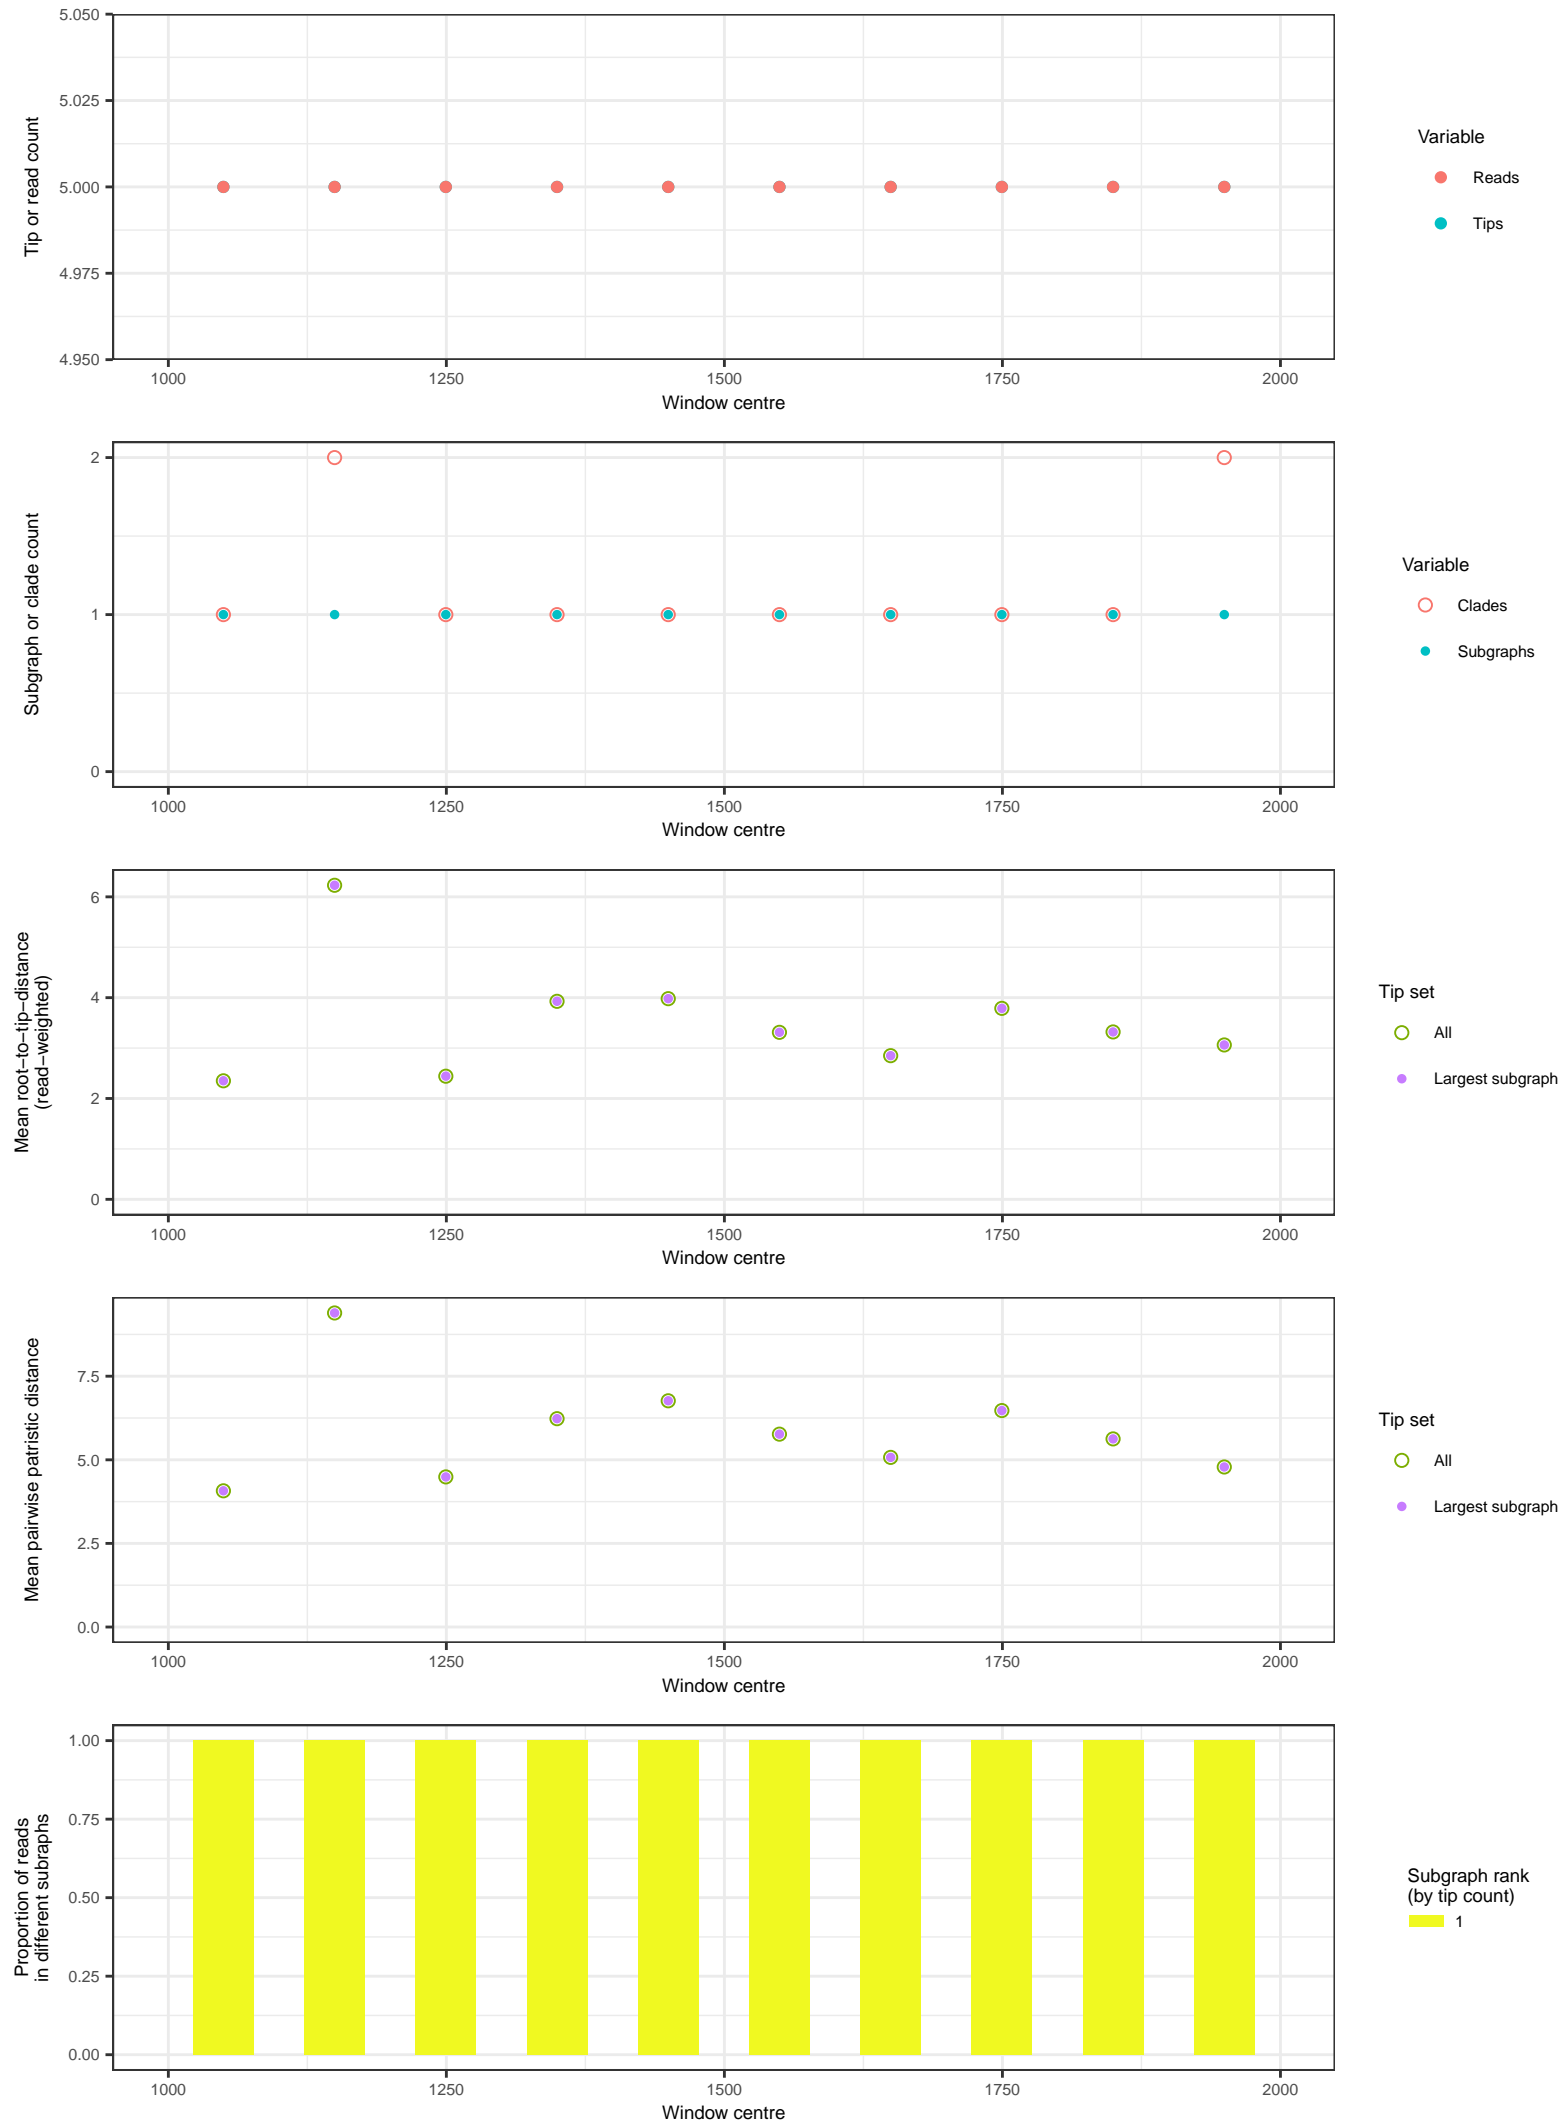 Tip or read count
5.050
5.025
5.000
4.975
4.950
1000 1250 1500 1750 2000
Window centre
Variable
Reads
Tips
Subgraph or clade count
2
1
0
1000 1250 1500 1750 2000
Window centre
Variable
Clades
Subgraphs
Mean root−to−tip−distance
(read−weighted)
6
4
2
0
1000 1250 1500 1750 2000
Window centre
Tip set
All
Largest subgraph
Mean pairwise patristic distance
7.5
5.0
2.5
0.0
1000 1250 1500 1750 2000
Window centre
Tip set
All
Largest subgraph
Proportion of reads
in different subraphs
1.00
0.75
0.50
0.25
0.00
1000 1250 1500 1750 2000
Window centre
Subgraph rank
(by tip count)
1